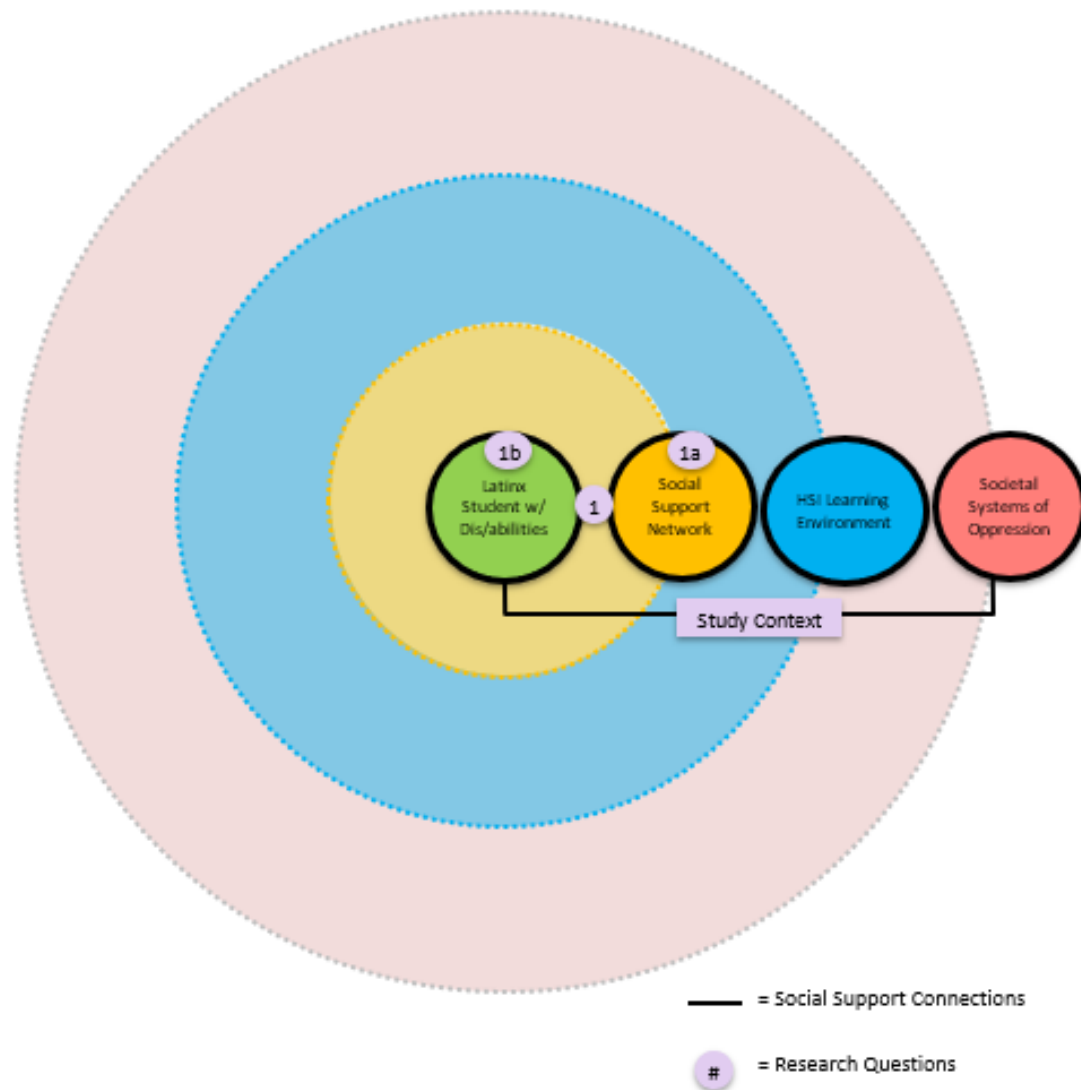 1b
Latinx
Student w/
Dis/abilities
1
1a
Social
Support
Network
HSI Learning
Environment
Societal
Systems of
Oppression
Study Context
= Social Support Connections
# = Research Questions